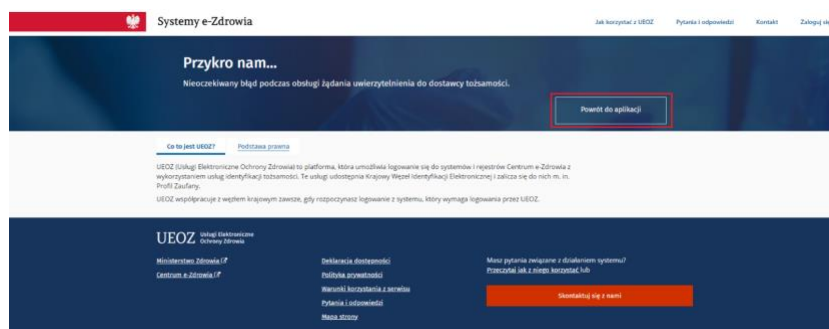 Systemy e-Zdrowia
Jak korzystać z UEOZ
Pytania i odpowiedzi
Kontakt
Zaloguj się
Przykro nam...
Nieoczekiwany błąd podczas obsługi żądania uwierzytelnienia do dostawcy tożsamości.
Powrót do aplikacji
Co to jest UEOZ?
Podstawa prawna
UEOZ (Usługi Elektroniczne Ochrony Zdrowia) to platforma, która umożliwia logowanie się do systemów i rejestrów Centrum e-Zdrowia z
wykorzystaniem usług identyfikacji tożsamości. Te usługi udostępnia Krajowy Węzeł Identyfikacji Elektronicznej i zalicza się do nich m. in.
Profil Zaufany.
UEOZ współpracuje z węzłem krajowym zawsze, gdy rozpoczynasz logowanie z systemu, który wymaga logowania przez UEOZ.
UEOZ
Usługi Elektroniczne
Ochrony Zdrowia
Ministerstwo Zdrowia
Centrum e-Zdrowia
Deklaracja dostępności
Polityka prywatności
Warunki korzystania z serwisu
Pytania i odpowiedzi
Mapa strony
Masz pytania związane z działaniem systemu?
Przeczytaj jak z niego korzystać lub
Skontaktuj się z nami